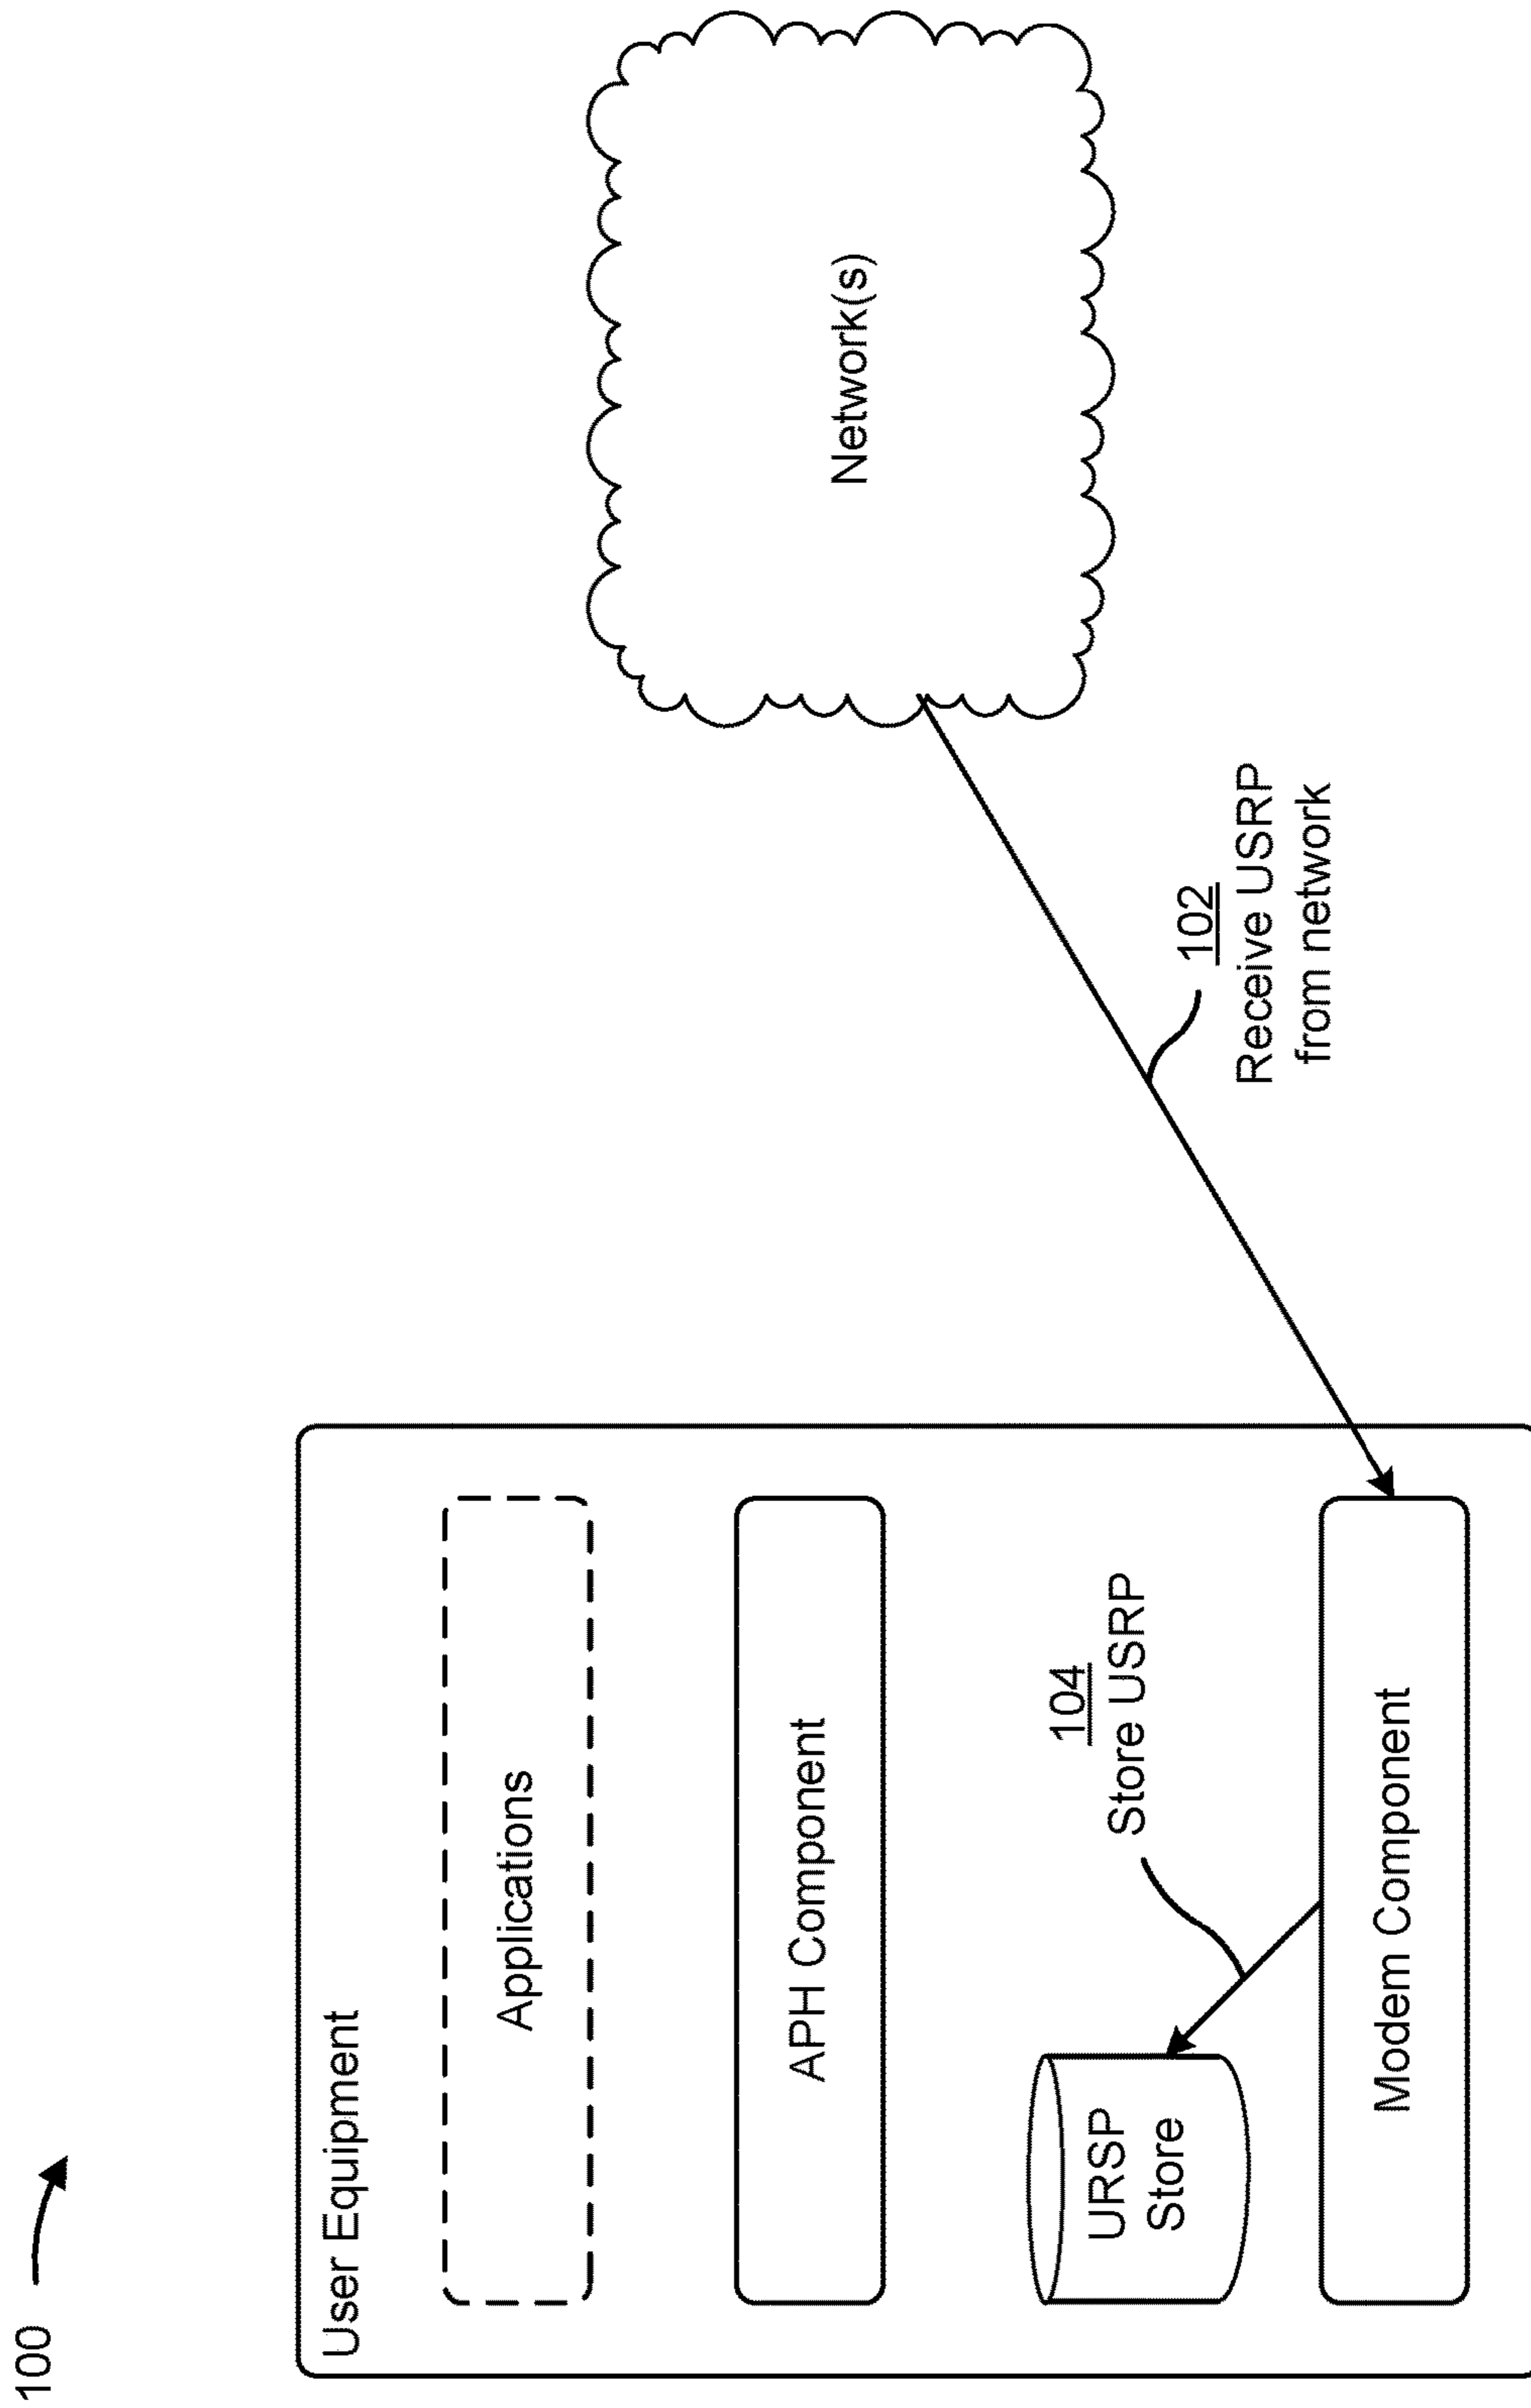 100
User Equipment
Applications
APH Component
104
Store USRP
URSP
Store
Modem Component
102
Receive USRP
from network
Network(s)